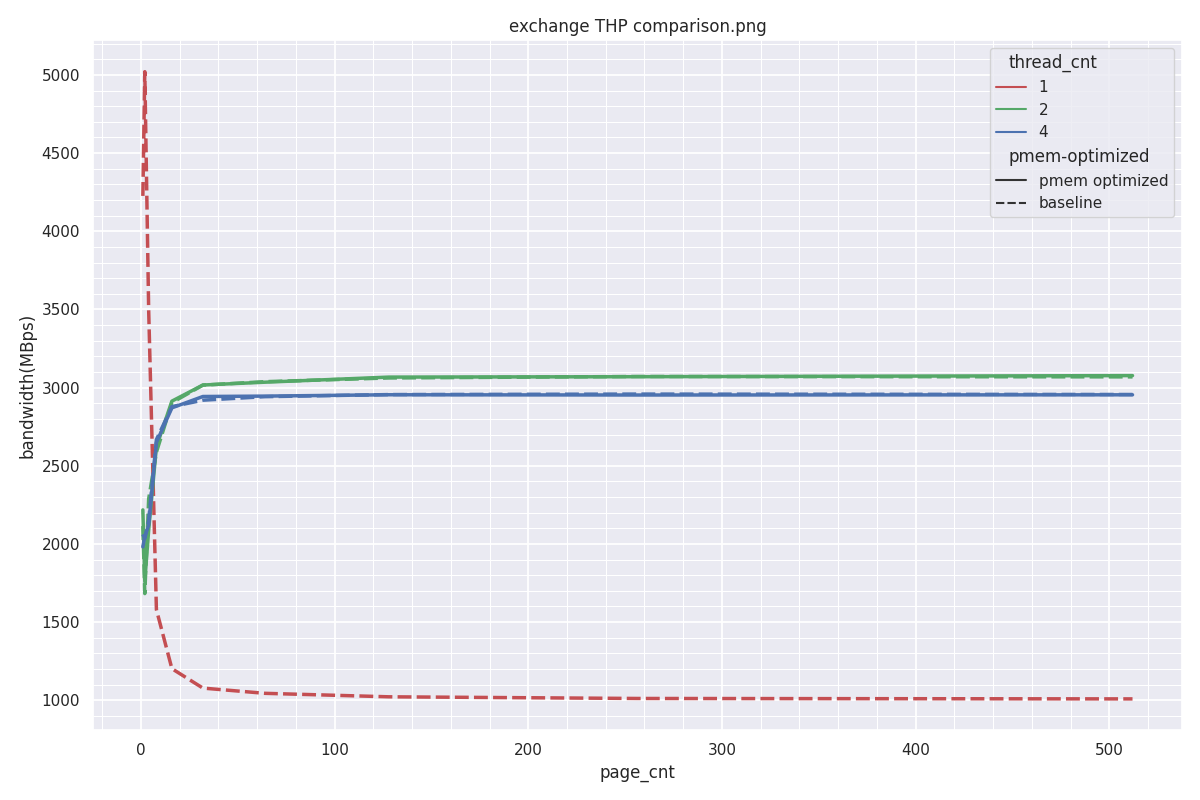 exchange THP comparison.png
thread_cnt
1
2
4
pmem-optimized
pmem optimized
baseline
bandwidth(MBps)
5000
4500
4000
3500
3000
2500
2000
1500
1000
0 100 200 300 400 500
page_cnt